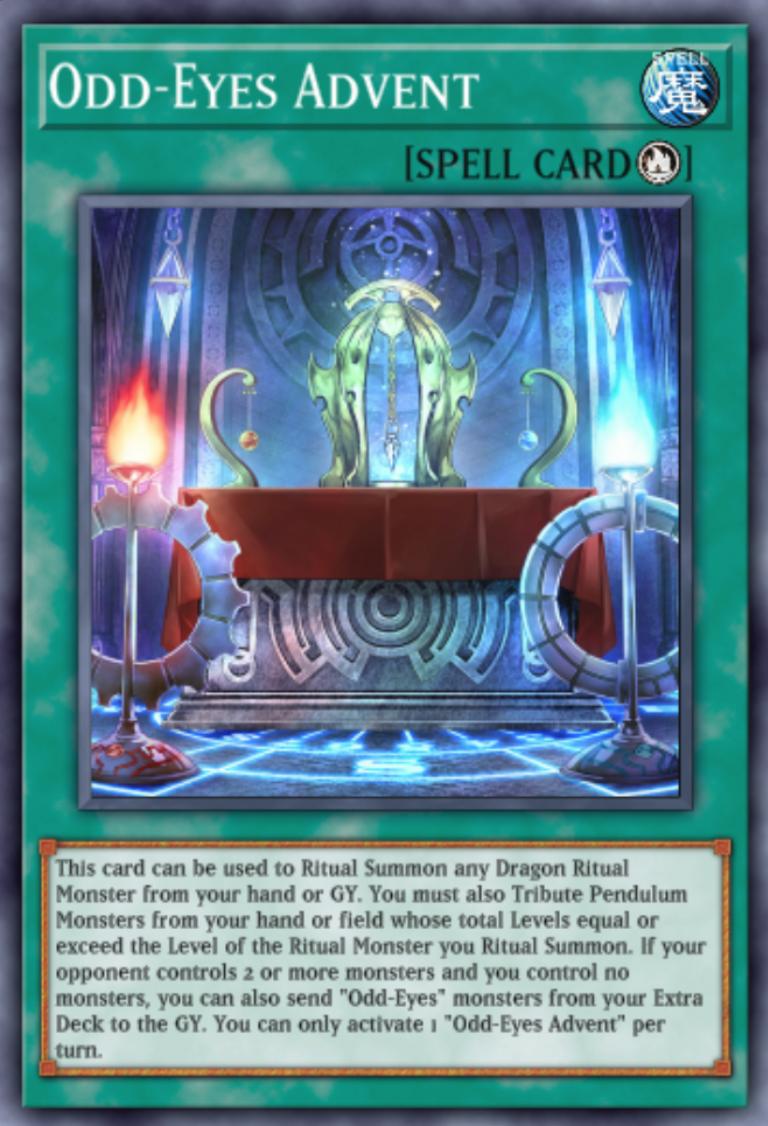 Odd-Eyes Advent
SPELL
魔
[SPELL CARD]
This card can be used to Ritual Summon any Dragon Ritual
Monster from your hand or GY. You must also Tribute Pendulum
Monsters from your hand or field whose total Levels equal or
exceed the Level of the Ritual Monster you Ritual Summon. If your
opponent controls 2 or more monsters and you control no
monsters, you can also send "Odd-Eyes" monsters from your Extra
Deck to the GY. You can only activate 1 "Odd-Eyes Advent" per
turn.